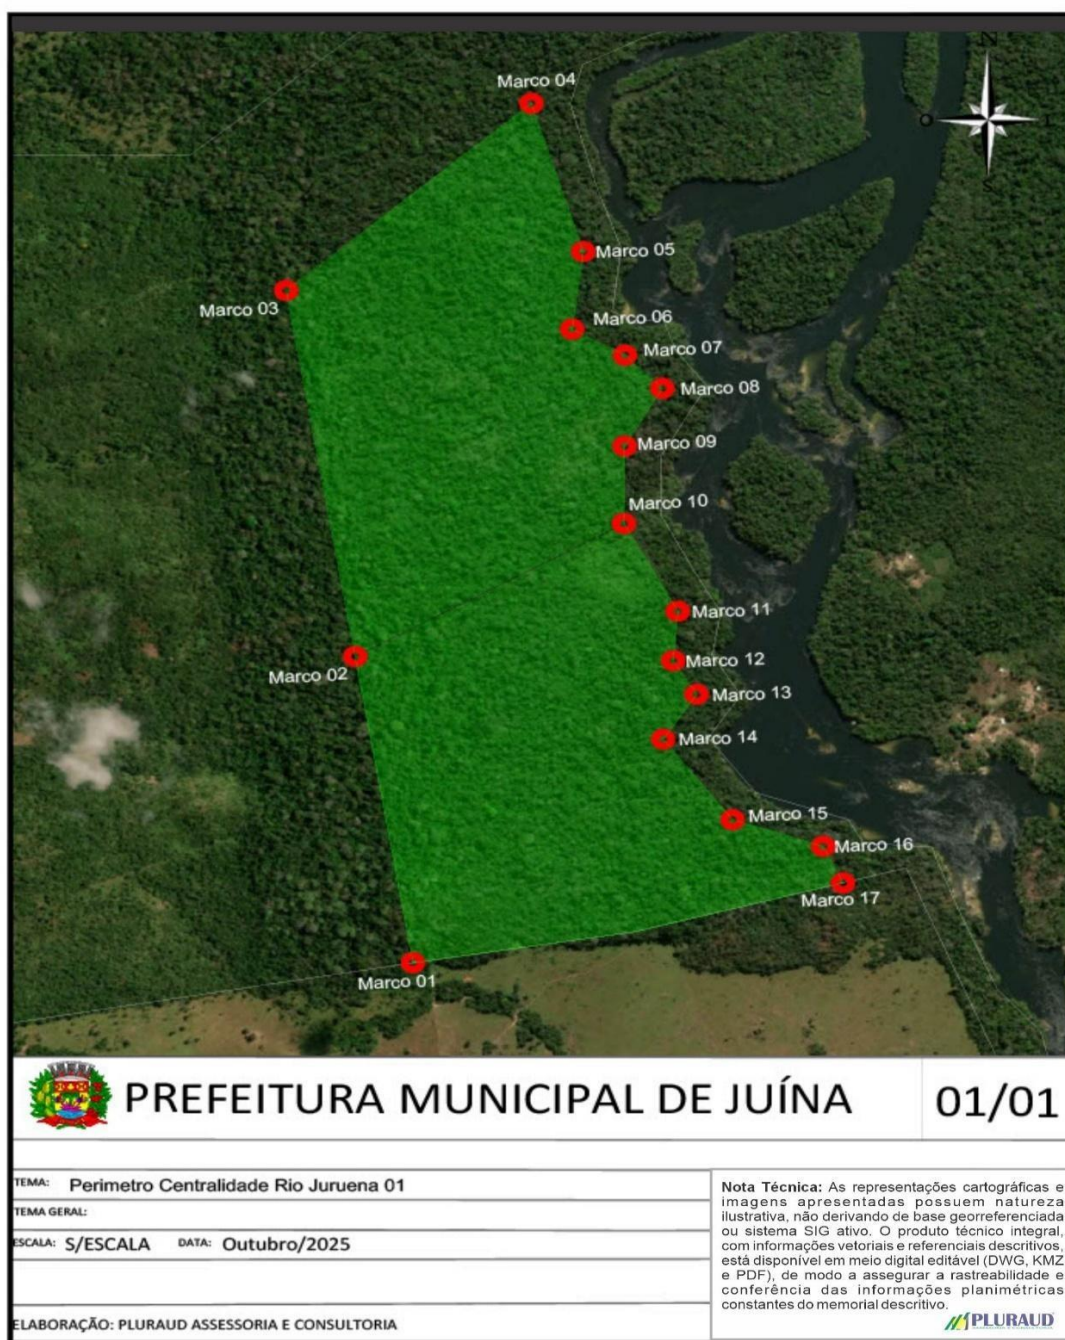 N
Marco 04
O
S
Marco 05
Marco 03
Marco 06
Marco 07
Marco 08
Marco 09
Marco 10
Marco 11
Marco 12
Marco 02
Marco 13
Marco 14
Marco 15
Marco 16
Marco 17
Marco 01
PREFEITURA MUNICIPAL DE JUÍNA
01/01
TEMA: Perimetro Centralidade Rio Juruena 01
TEMA GERAL:
ESCALA: S/ESCALA DATA: Outubro/2025
ELABORAÇÃO: PLURAUD ASSESSORIA E CONSULTORIA
Nota Técnica: As representações cartográficas e
imagens apresentadas possuem natureza
ilustrativa, não derivando de base georreferenciada
ou sistema SIG ativo. O produto técnico integral,
com informações vetoriais e referenciais descritivos,
está disponível em meio digital editável (DWG, KMZ
e PDF), de modo a assegurar a rastreabilidade e
conferência das informações planimétricas
constantes do memorial descritivo.
PLURAUD